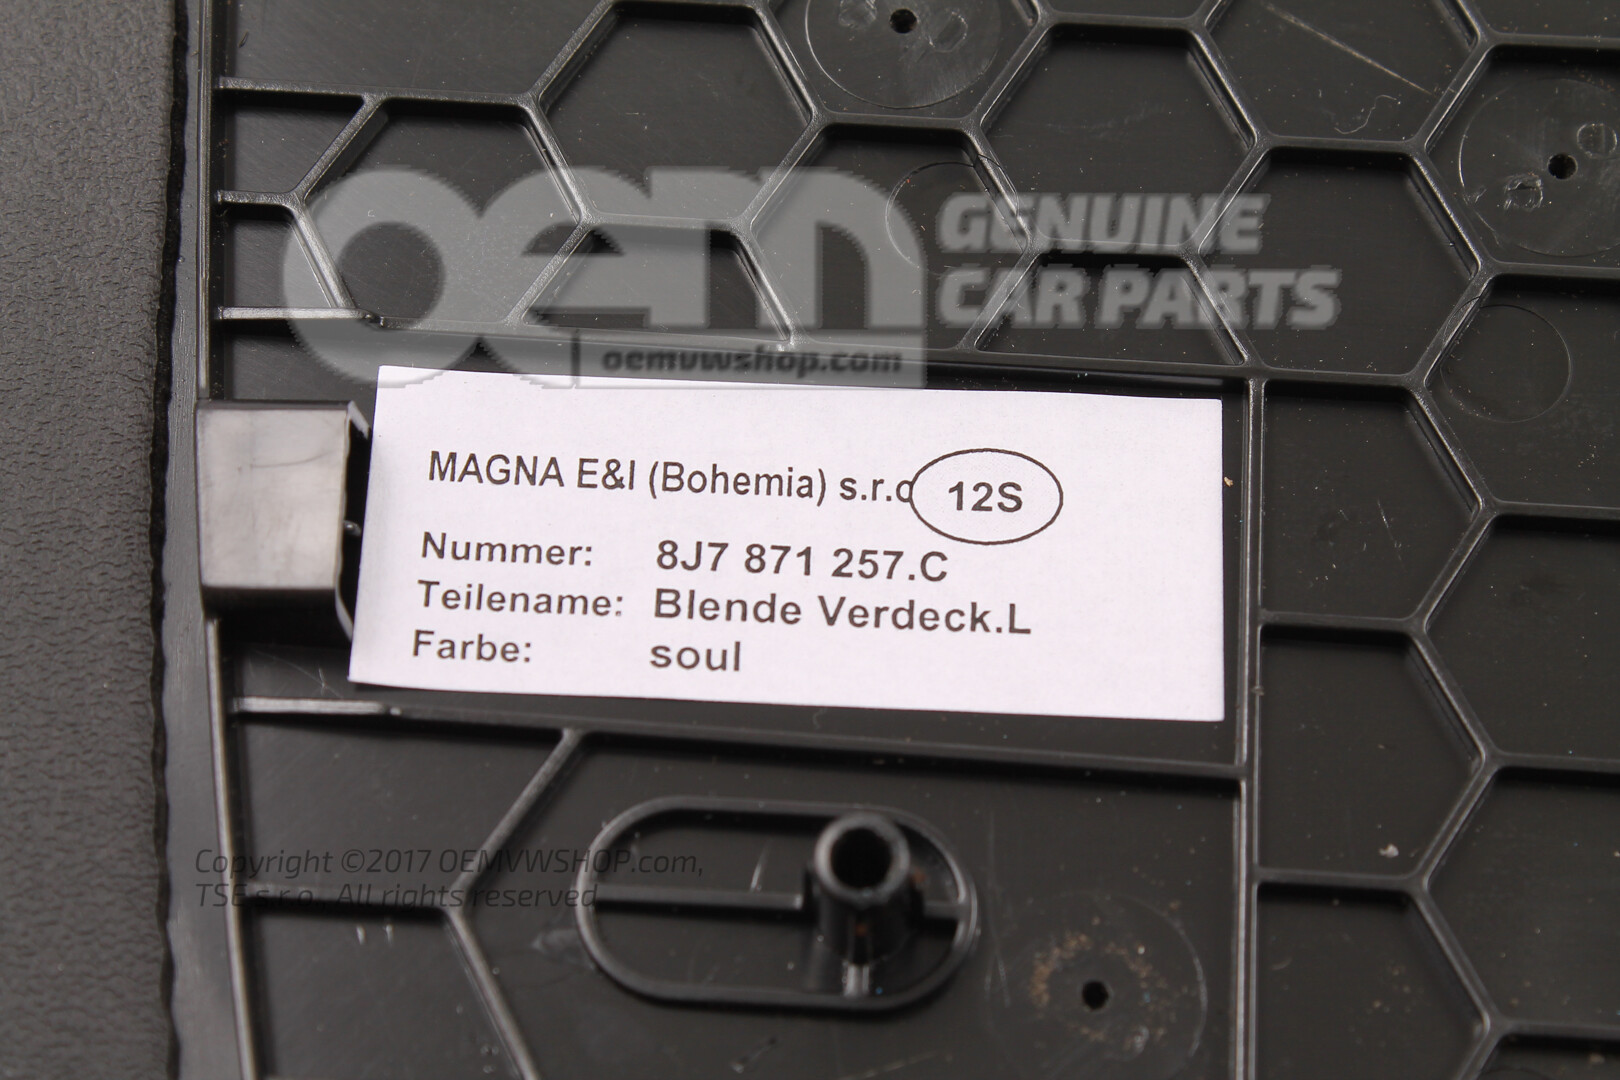 oem GENUINE
CAR PARTS
oemvwshop.com
MAGNA E&I (Bohemia) s.r.o 12S
Nummer: 8J7 871 257.C
Teilename: Blende Verdeck.L
Farbe: soul
Copyright ©2017 OEMVWSHOP.com,
TSE s.r.o. All rights reserved